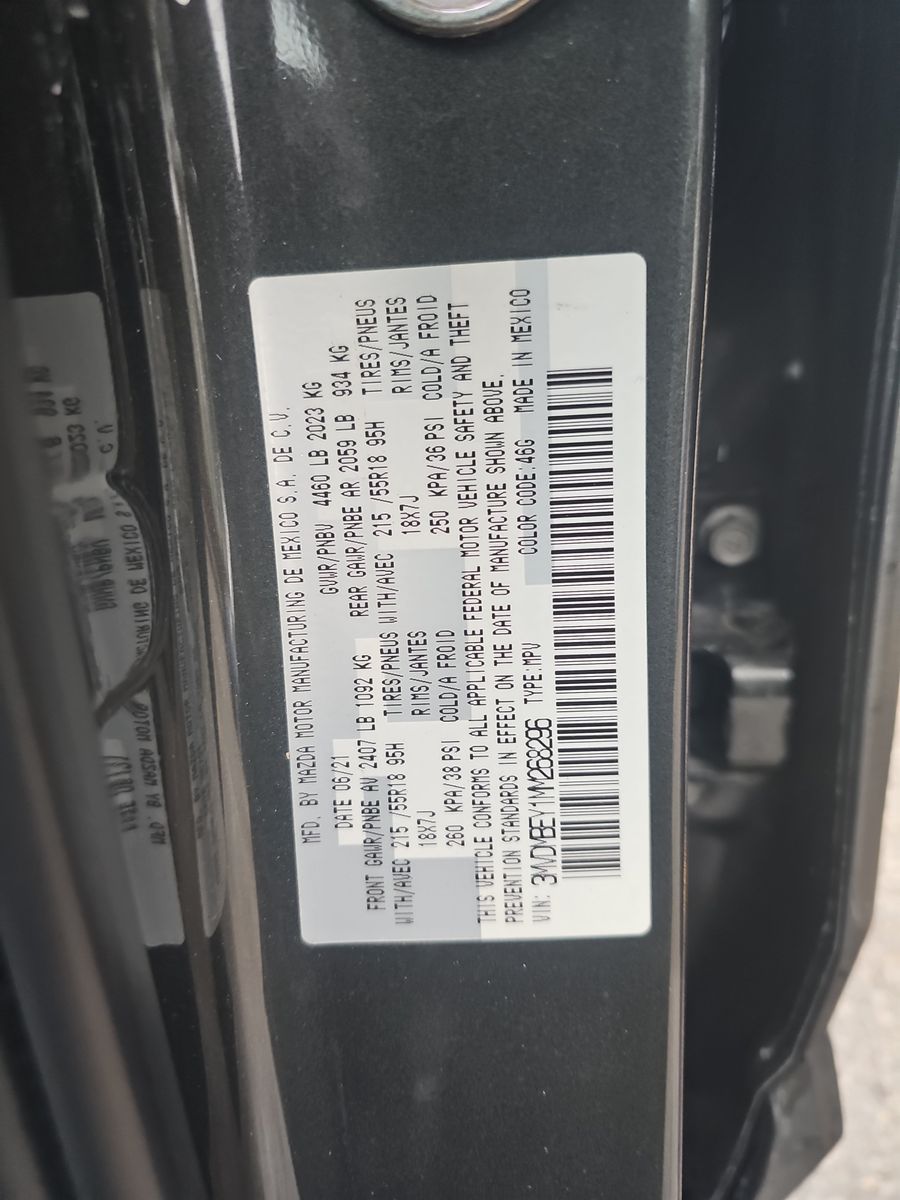 MFD. BY MAZDA MOTOR MANUFACTURING DE MEXICO S.A. DE C.V.
DATE 06/21 GVWR/PNBV 4460 LB 2023 KG
FRONT GAWR/PNBE AV 2407 LB 1092 KG REAR GAWR/PNBE AR 2059 LB 934 KG
WITH/AVEC 215 /55R18 95H TIRES/PNEUS WITH/AVEC 215 /55R18 95H TIRES/PNEUS
18X7J RIMS/JANTES 18X7J RIMS/JANTES
260 KPA/38 PSI COLD/A FROID 250 KPA/36 PSI COLD/A FROID
THIS VEHICLE CONFORMS TO ALL APPLICABLE FEDERAL MOTOR VEHICLE SAFETY AND THEFT
PREVENTION STANDARDS IN EFFECT ON THE DATE OF MANUFACTURE SHOWN ABOVE.
VIN: 3MVDMBEY1MM268296 TYPE:MPV COLOR CODE:46G MADE IN MEXICO